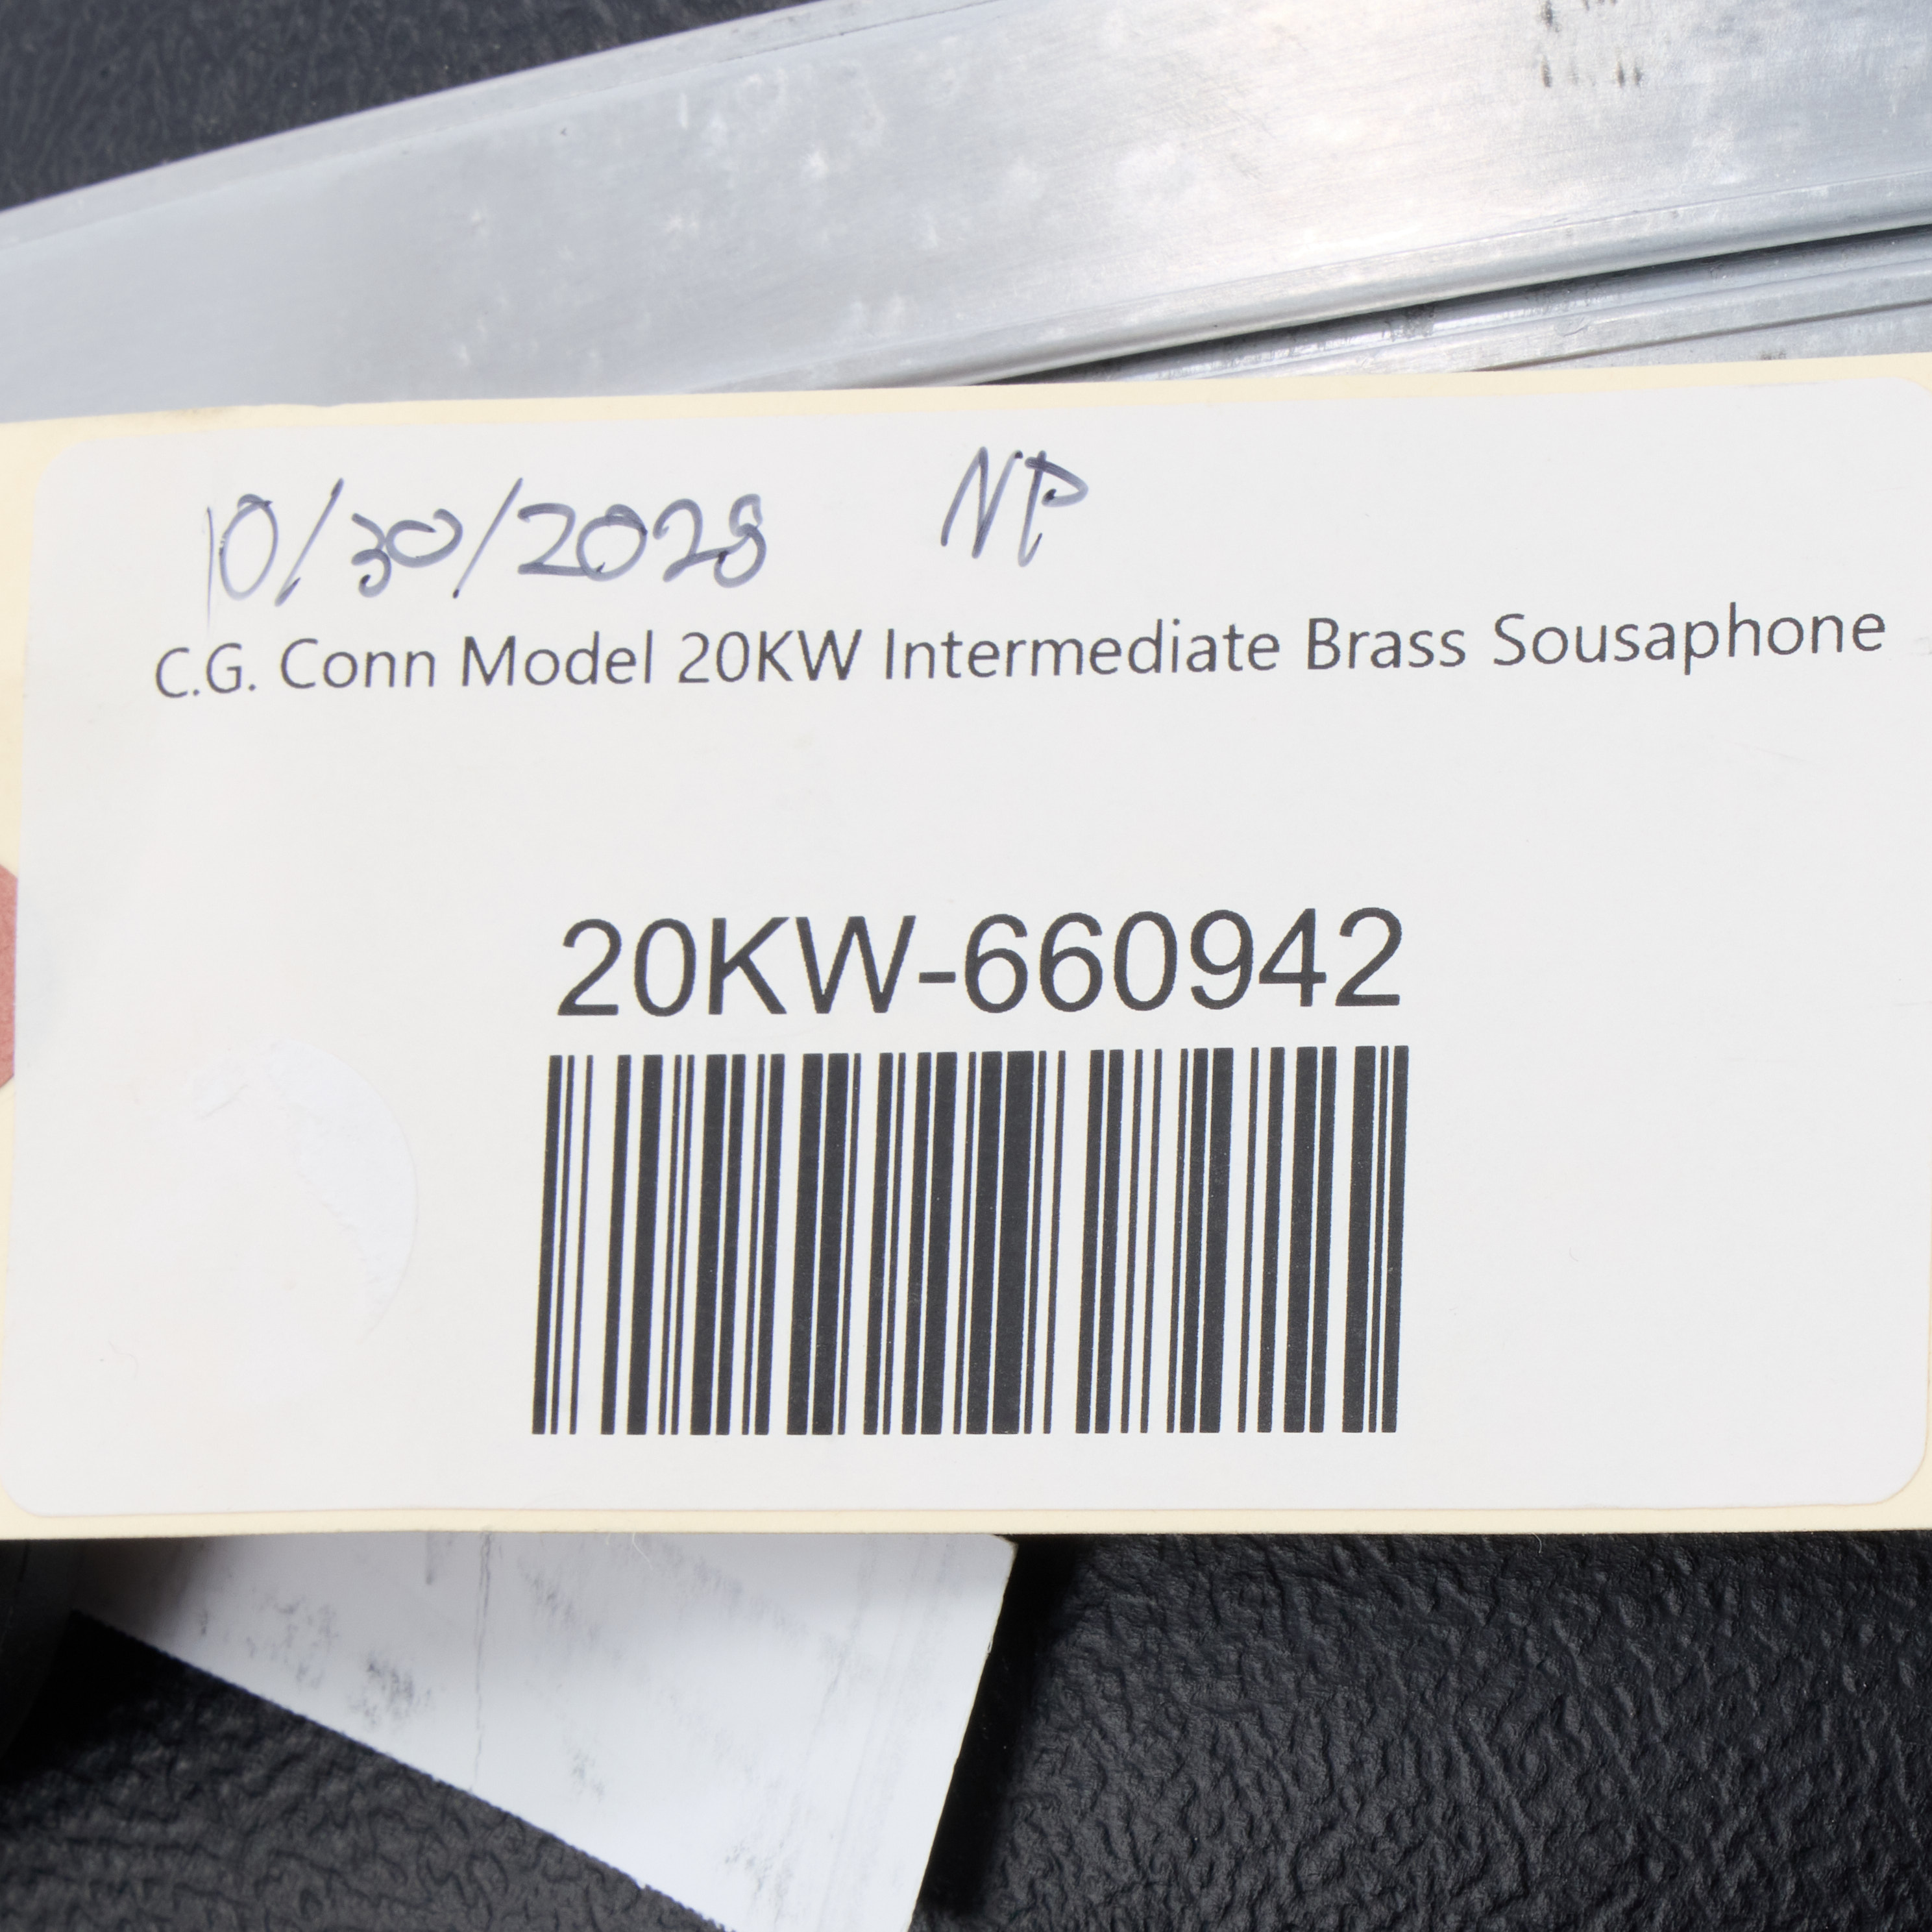 10/30/2028 NP
C.G. Conn Model 20KW Intermediate Brass Sousaphone
20KW-660942